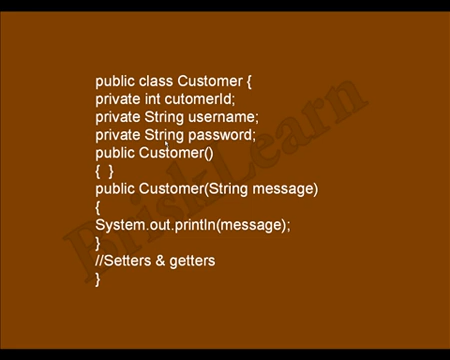 public class Customer {
private int cutomerId;
private String username;
private String password;
public Customer()
{ }
public Customer(String message)
{
System.out.println(message);
}
//Setters & getters
}
BriskLearn